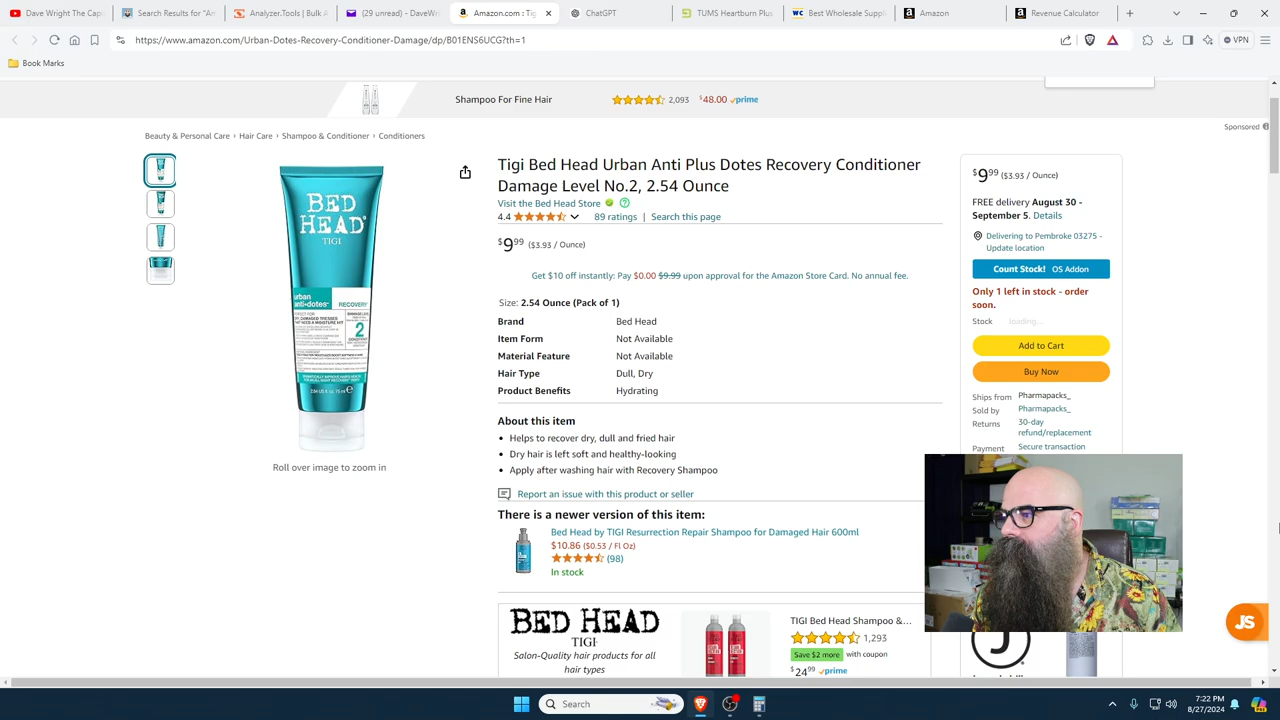 Dave Wright The Cap
Search Results for "An
Analyzer.Tools | Bulk A
(29 unread) - DaveWr
Amazon.com : Tig
ChatGPT
TUMS Heartburn Plus
Best Wholesale Suppl
Amazon
Revenue Calculator
https://www.amazon.com/Urban-Dotes-Recovery-Conditioner-Damage/dp/B01ENS6UCG?th=1
VPN
Book Marks
Shampoo For Fine Hair
2,093
$48.00 prime
Sponsored
Beauty & Personal Care › Hair Care › Shampoo & Conditioner › Conditioners
BED
HEAD
TIGI
urban
anti+dotes
RECOVERY
2
Roll over image to zoom in
Tigi Bed Head Urban Anti Plus Dotes Recovery Conditioner
Damage Level No.2, 2.54 Ounce
Visit the Bed Head Store
4.4
89 ratings | Search this page
$9 99 ($3.93 / Ounce)
Get $10 off instantly: Pay $0.00 $9.99 upon approval for the Amazon Store Card. No annual fee.
Size: 2.54 Ounce (Pack of 1)
Brand Bed Head
Item Form Not Available
Material Feature Not Available
Hair Type Dull, Dry
Product Benefits Hydrating
About this item
• Helps to recover dry, dull and fried hair
• Dry hair is left soft and healthy-looking
• Apply after washing hair with Recovery Shampoo
Report an issue with this product or seller
There is a newer version of this item:
Bed Head by TIGI Resurrection Repair Shampoo for Damaged Hair 600ml
$10.86 ($0.53 / Fl Oz)
(98)
In stock
BED HEAD
TIGI
Salon-Quality hair products for all
hair types
TIGI Bed Head Shampoo &...
1,293
Save $2 more with coupon
$24 99 prime
$9 99 ($3.93 / Ounce)
FREE delivery August 30 -
September 5. Details
Delivering to Pembroke 03275 -
Update location
Count Stock! OS Addon
Only 1 left in stock - order
soon.
Stock loading...
Add to Cart
Buy Now
Ships from Pharmapacks_
Sold by Pharmapacks_
Returns 30-day
refund/replacement
Payment Secure transaction
J
JS
Search
7:22 PM
8/27/2024